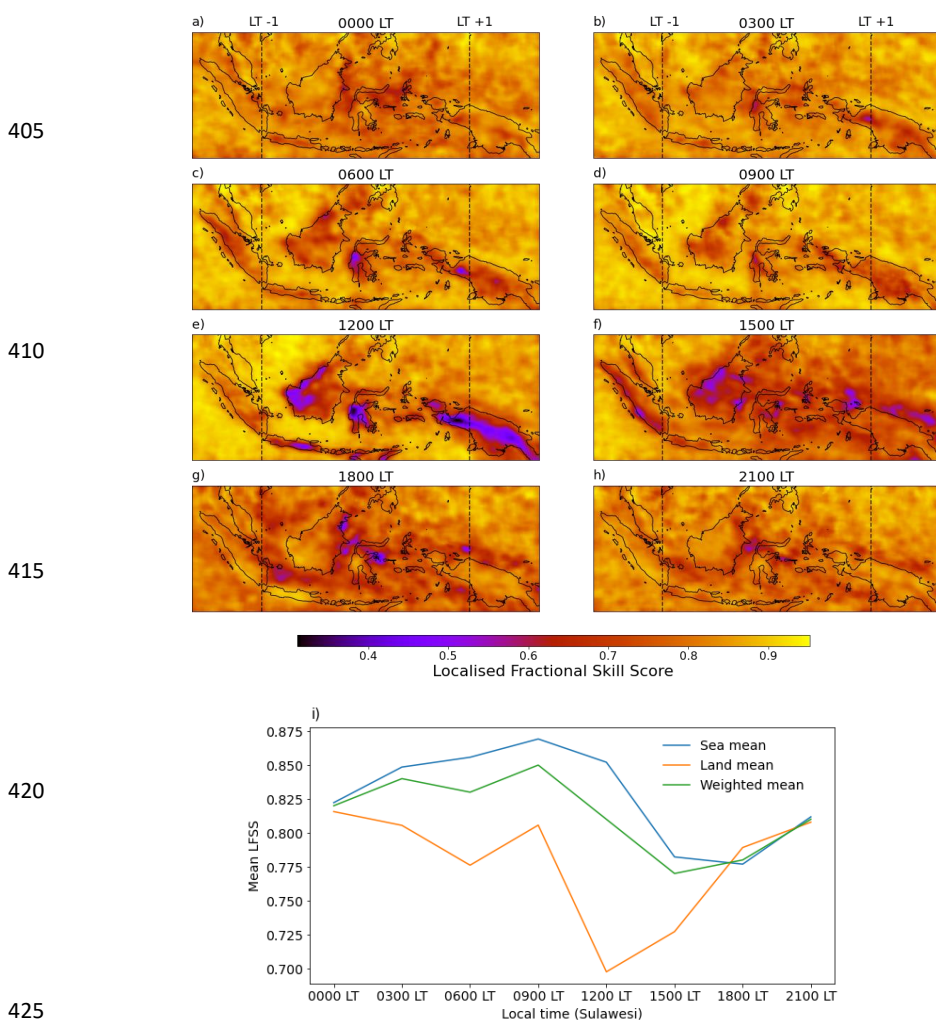 a) LT -1 0000 LT LT +1
b) LT -1 0300 LT LT +1
405
c) 0600 LT
d) 0900 LT
410
e) 1200 LT
f) 1500 LT
g) 1800 LT
h) 2100 LT
415
0.4 0.5 0.6 0.7 0.8 0.9
Localised Fractional Skill Score
i)
420
0.875
0.850
0.825
0.800
0.775
0.750
0.725
0.700
Mean LFSS
Sea mean
Land mean
Weighted mean
0000 LT 0300 LT 0600 LT 0900 LT 1200 LT 1500 LT 1800 LT 2100 LT
Local time (Sulawesi)
425